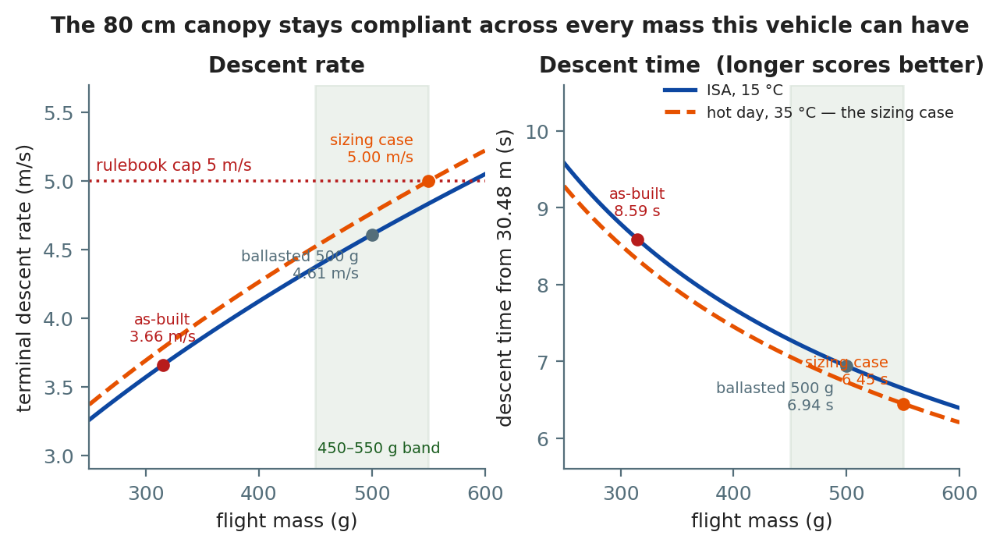 The 80 cm canopy stays compliant across every mass this vehicle can have
Descent rate
terminal descent rate (m/s)
5.5
5.0
4.5
4.0
3.5
3.0
rulebook cap 5 m/s
sizing case
5.00 m/s
ballasted 500 g
4.61 m/s
as-built
3.66 m/s
450–550 g band
300
400
500
600
flight mass (g)
Descent time  (longer scores better)
ISA, 15 °C
hot day, 35 °C — the sizing case
descent time from 30.48 m (s)
10
9
8
7
6
as-built
8.59 s
sizing case
6.45 s
ballasted 500 g
6.94 s
300
400
500
600
flight mass (g)